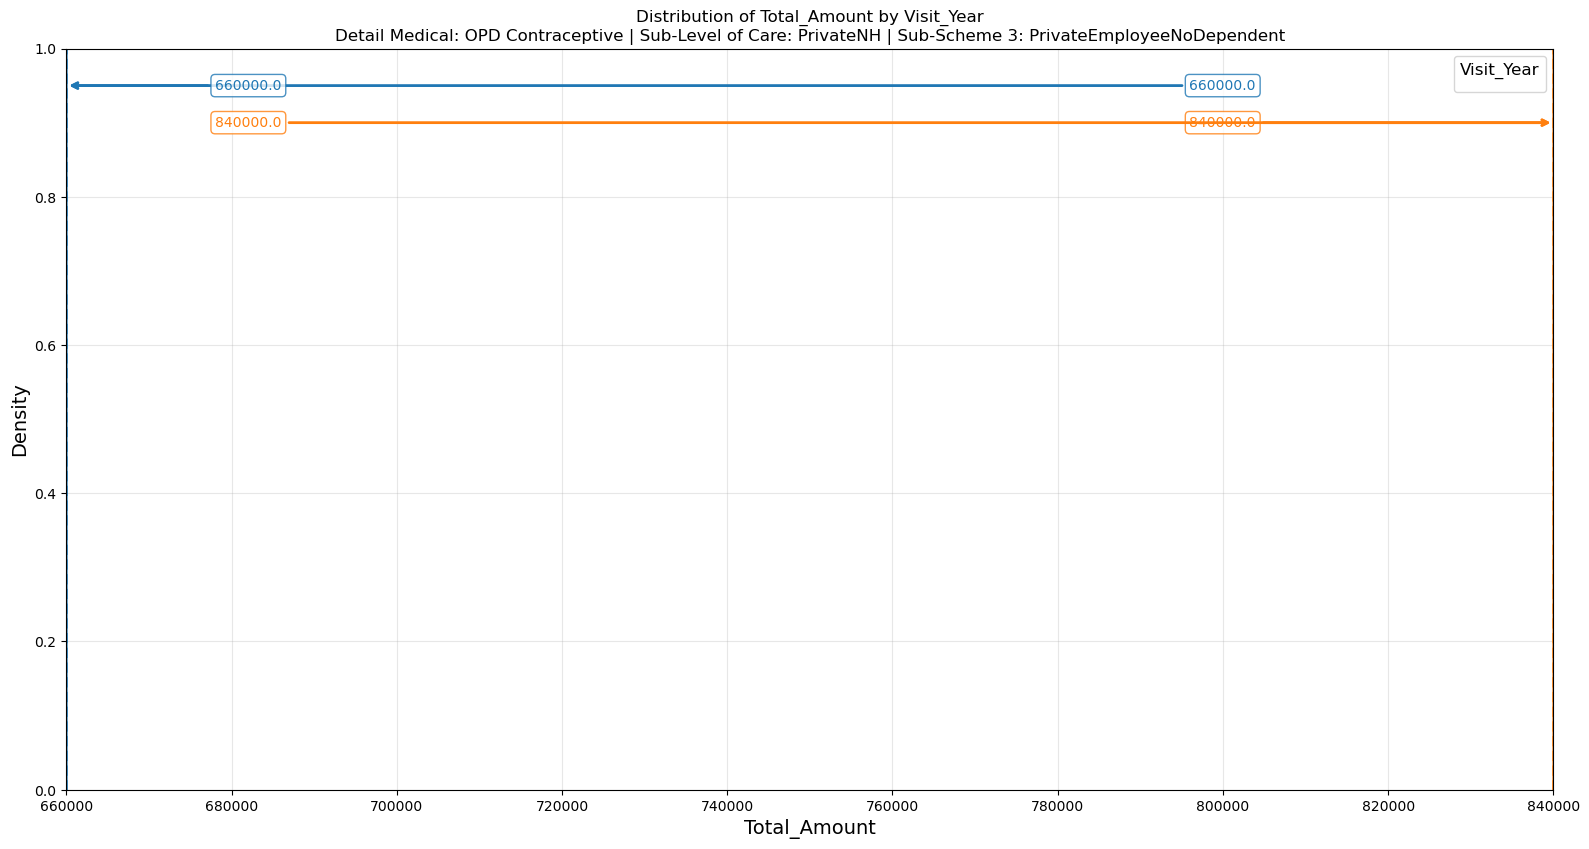 Distribution of Total_Amount by Visit_Year
Detail Medical: OPD Contraceptive | Sub-Level of Care: PrivateNH | Sub-Scheme 3: PrivateEmployeeNoDependent
Visit_Year
660000.0 660000.0
840000.0 840000.0
1.0
0.8
0.6
0.4
0.2
0.0
Density
660000 680000 700000 720000 740000 760000 780000 800000 820000 840000
Total_Amount